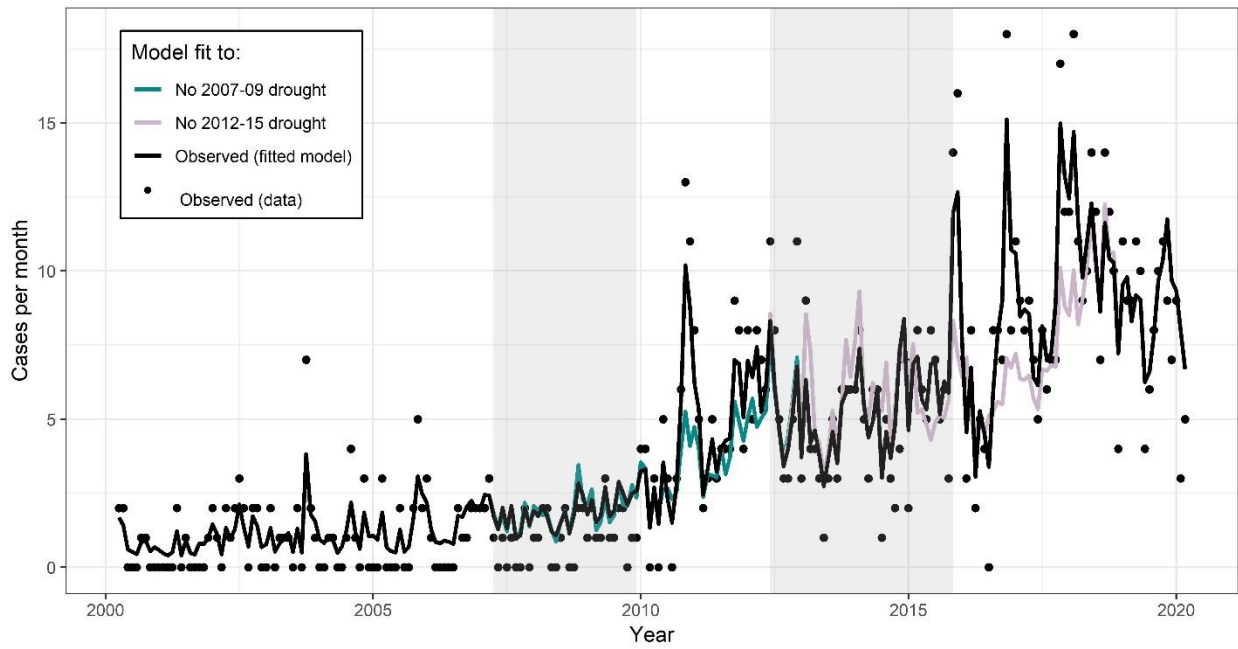 Model fit to:
No 2007-09 drought
No 2012-15 drought
Observed (fitted model)
Observed (data)
Cases per month
15
10
5
0
2000 2005 2010 2015 2020
Year